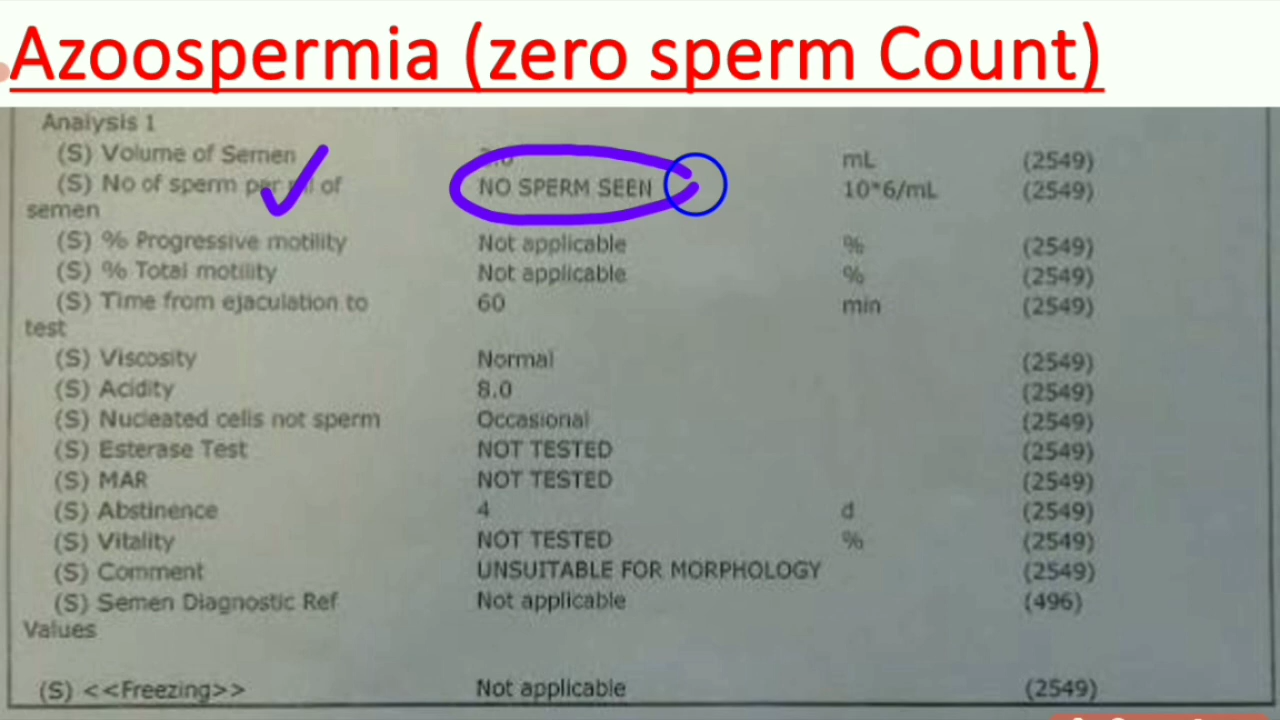 Azoospermia (zero sperm Count)
Analysis 1
(S) Volume of Semen mL (2549)
(S) No of sperm per of NO SPERM SEEN 10*6/mL (2549)
semen
(S) % Progressive motility Not applicable % (2549)
(S) % Total motility Not applicable % (2549)
(S) Time from ejaculation to 60 min (2549)
test
(S) Viscosity Normal (2549)
(S) Acidity 8.0 (2549)
(S) Nucleated cells not sperm Occasional (2549)
(S) Esterase Test NOT TESTED (2549)
(S) MAR NOT TESTED (2549)
(S) Abstinence 4 d (2549)
(S) Vitality NOT TESTED % (2549)
(S) Comment UNSUITABLE FOR MORPHOLOGY (2549)
(S) Semen Diagnostic Ref Not applicable (496)
Values
(S) <<Freezing>> Not applicable (2549)